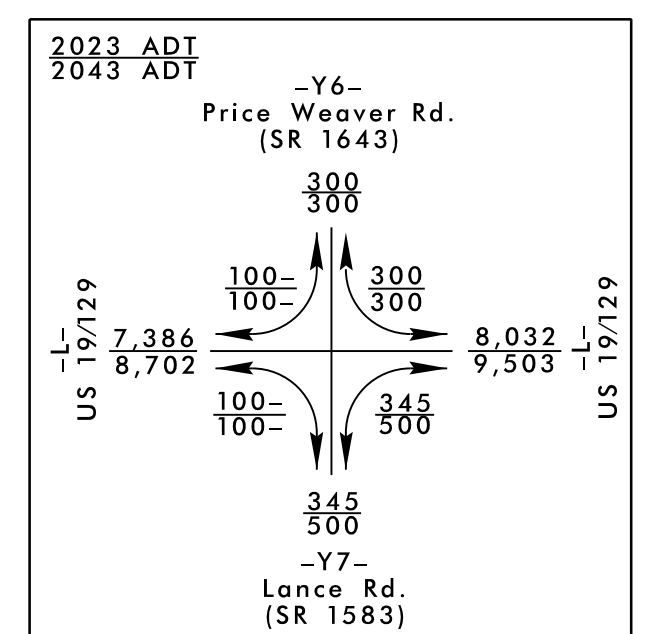 2023 ADT
2043 ADT
–Y6–
Price Weaver Rd.
(SR 1643)
300
300
100–
100–
300
300
–L–
US 19/129
7,386
8,702
8,032
9,503
–L–
US 19/129
100–
100–
345
500
345
500
–Y7–
Lance Rd.
(SR 1583)